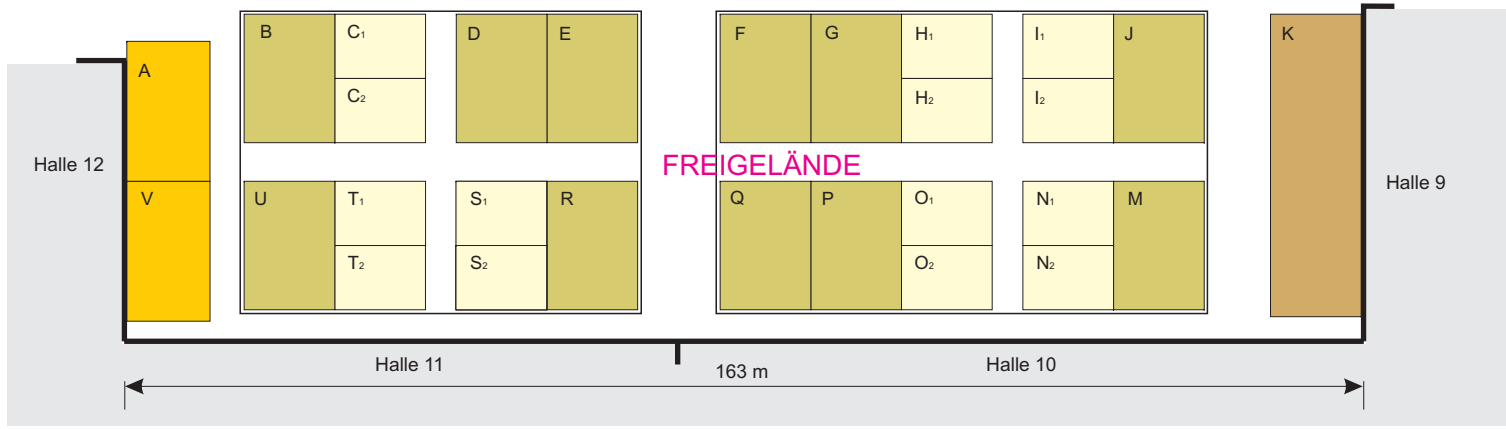 B C₁ D E F G H₁ I₁ J K
A
C₂ H₂ I₂
Halle 12 FREIGELÄNDE
Halle 9
V U T₁ S₁ R Q P O₁ N₁ M
T₂ S₂ O₂ N₂
Halle 11 Halle 10
163 m